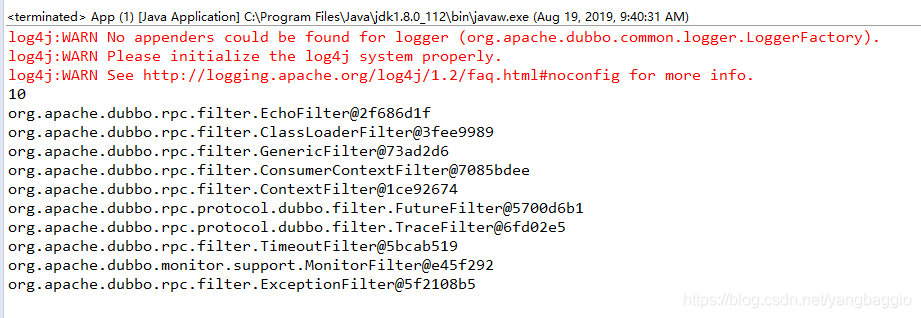 <terminated> App (1) [Java Application] C:\Program Files\Java\jdk1.8.0_112\bin\javaw.exe (Aug 19, 2019, 9:40:31 AM)
log4j:WARN No appenders could be found for logger (org.apache.dubbo.common.logger.LoggerFactory).
log4j:WARN Please initialize the log4j system properly.
log4j:WARN See http://logging.apache.org/log4j/1.2/faq.html#noconfig for more info.
10
org.apache.dubbo.rpc.filter.EchoFilter@2f686d1f
org.apache.dubbo.rpc.filter.ClassLoaderFilter@3fee9989
org.apache.dubbo.rpc.filter.GenericFilter@73ad2d6
org.apache.dubbo.rpc.filter.ConsumerContextFilter@7085bdee
org.apache.dubbo.rpc.filter.ContextFilter@1ce92674
org.apache.dubbo.rpc.protocol.dubbo.filter.FutureFilter@5700d6b1
org.apache.dubbo.rpc.protocol.dubbo.filter.TraceFilter@6fd02e5
org.apache.dubbo.rpc.filter.TimeoutFilter@5bcab519
org.apache.dubbo.monitor.support.MonitorFilter@e45f292
org.apache.dubbo.rpc.filter.ExceptionFilter@5f2108b5
https://blog.csdn.net/yangbaggio